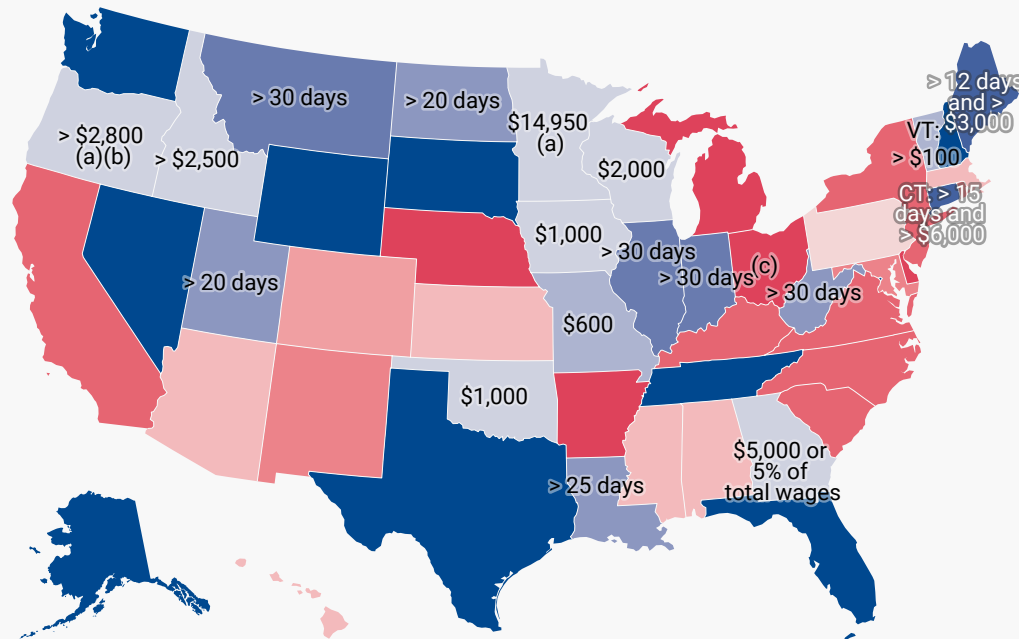 > 30 days
> 20 days
> 12 days
and >
$3,000
$14,950
(a)
> $2,800
(a)(b)
> $2,500
VT:
> $100
$2,000
CT: > 15
days and
> $6,000
$1,000
> 30 days
> 30 days
(c)
> 20 days
> 30 days
$600
$1,000
$5,000 or
5% of
total wages
> 25 days